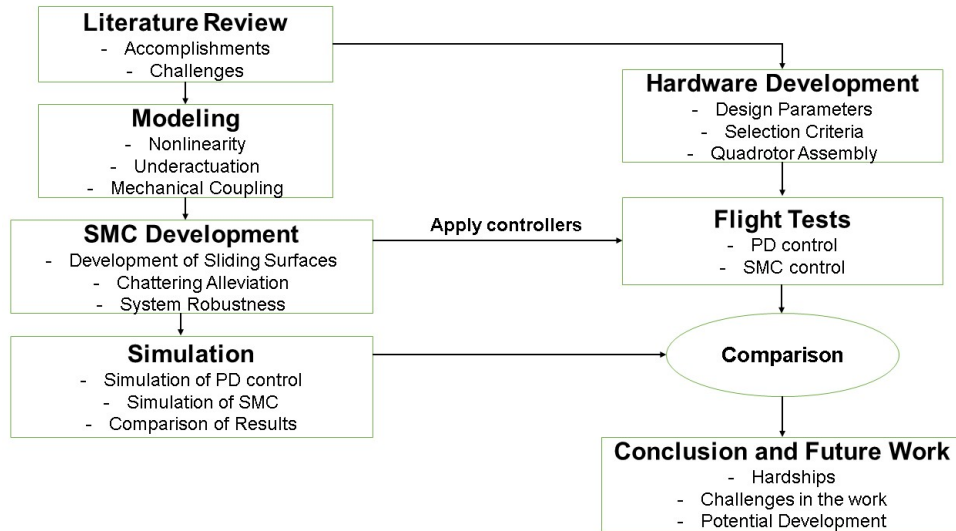 Literature Review
- Accomplishments
- Challenges
Modeling
- Nonlinearity
- Underactuation
- Mechanical Coupling
SMC Development
- Development of Sliding Surfaces
- Chattering Alleviation
- System Robustness
Simulation
- Simulation of PD control
- Simulation of SMC
- Comparison of Results
Apply controllers
Hardware Development
- Design Parameters
- Selection Criteria
- Quadrotor Assembly
Flight Tests
- PD control
- SMC control
Comparison
Conclusion and Future Work
- Hardships
- Challenges in the work
- Potential Development